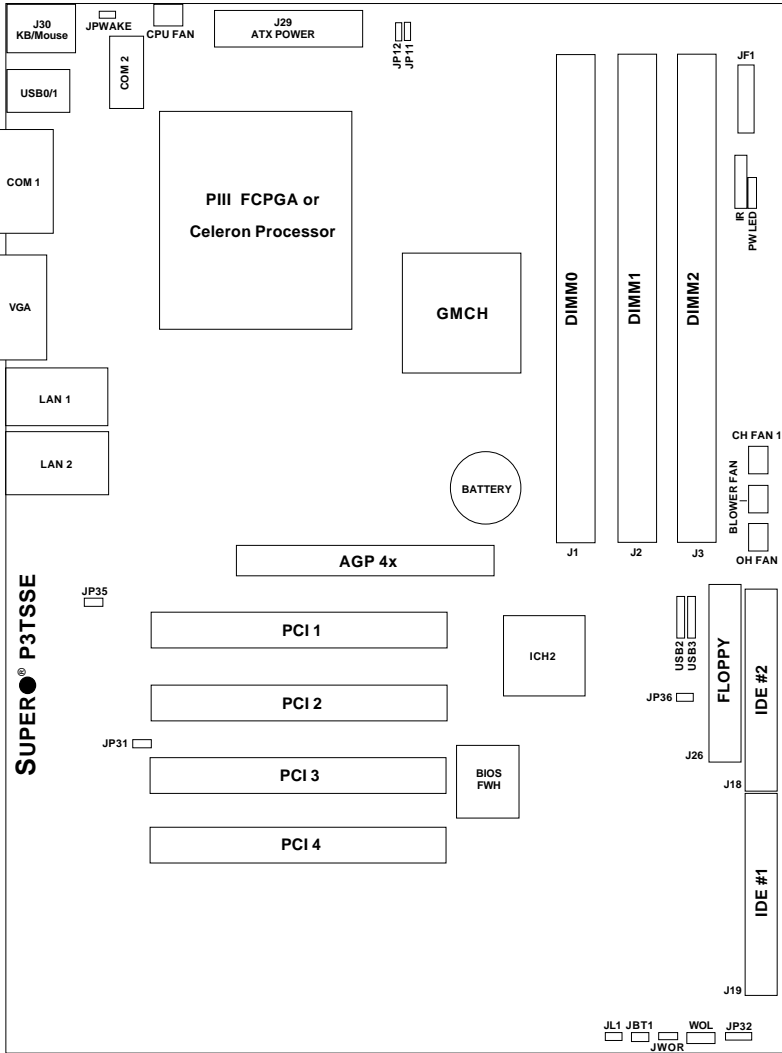 J30
KB/Mouse
JPWAKE
CPU FAN
J29
ATX POWER
JP12
JP11
COM 2
USB0/1
JF1
COM 1
PIII FCPGA or
Celeron Processor
IR
PW LED
VGA
GMCH
DIMM0
DIMM1
DIMM2
LAN 1
LAN 2
BATTERY
CH FAN 1
BLOWER FAN
OH FAN
J1
J2
J3
AGP 4x
JP35
PCI 1
ICH2
USB2
USB3
FLOPPY
IDE #2
SUPER® P3TSSE
PCI 2
JP36
JP31
J26
PCI 3
BIOS
FWH
J18
PCI 4
IDE #1
J19
JL1
JBT1
JWOR
WOL
JP32